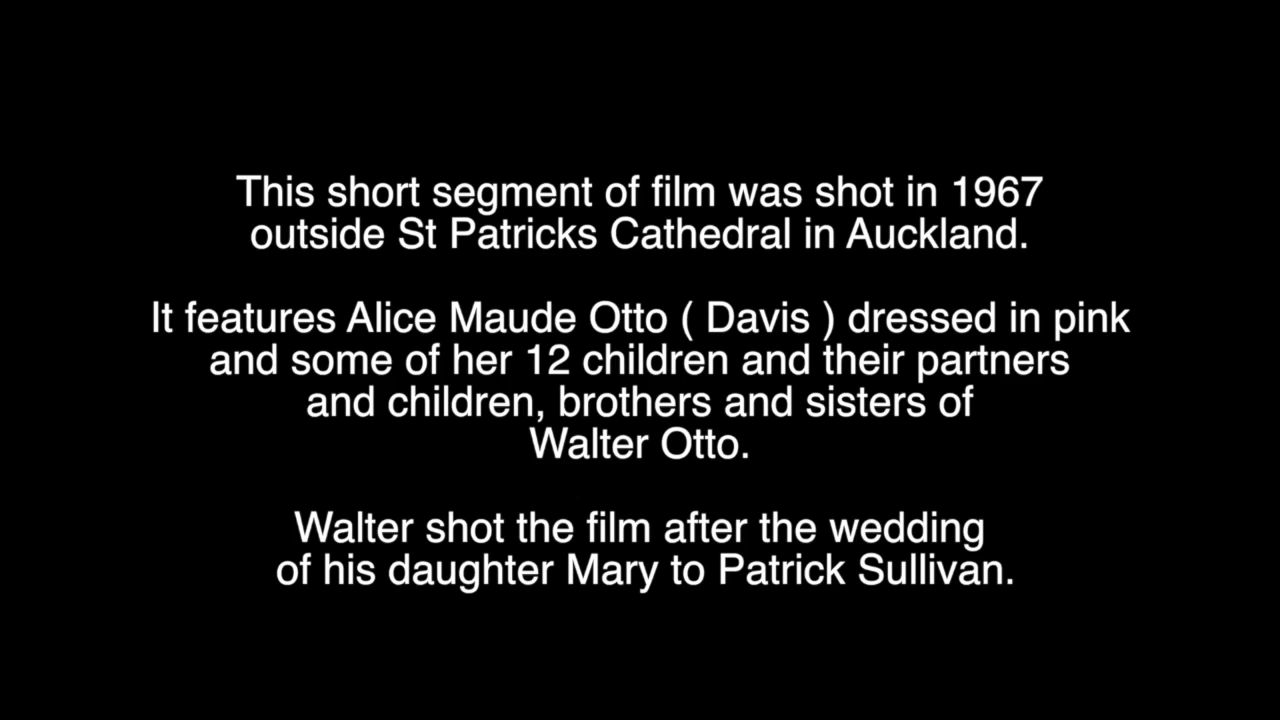 This short segment of film was shot in 1967
outside St Patricks Cathedral in Auckland.
It features Alice Maude Otto ( Davis ) dressed in pink
and some of her 12 children and their partners
and children, brothers and sisters of
Walter Otto.
Walter shot the film after the wedding
of his daughter Mary to Patrick Sullivan.